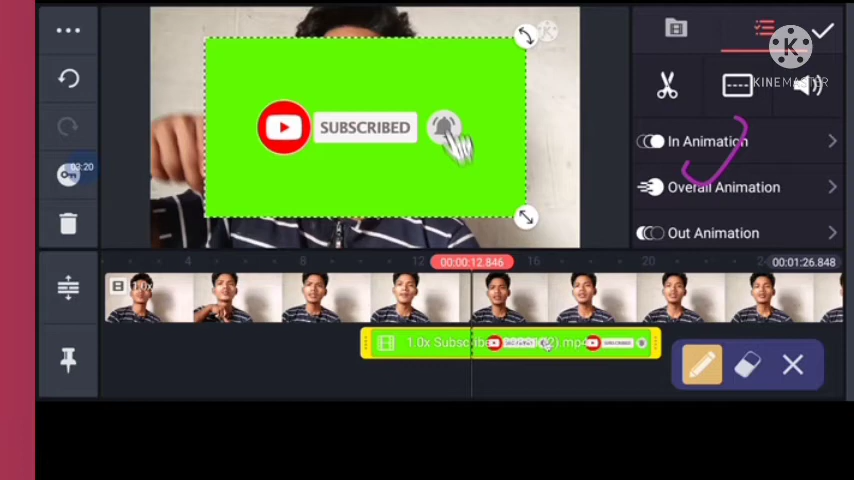 K
KINEMASTER
SUBSCRIBED
In Animation
Overall Animation
Out Animation
03:20
4
8
12
00:00:12.846
16
20
00:01:26.848
1.0x
1.0x Subscribe
.mp4
SUBSCRIBED